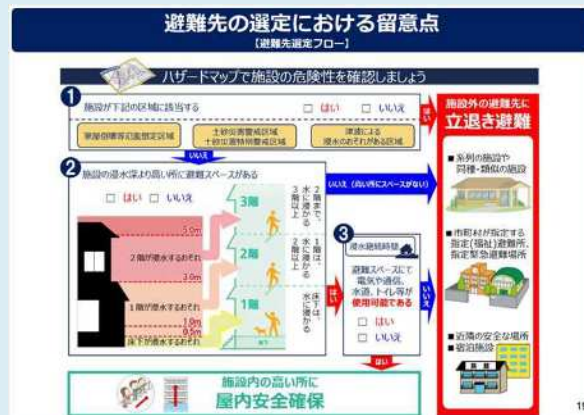 避難先の選定における留意点
【避難先選定フロー】
ハザードマップで施設の危険性を確認しましょう
1
施設が下記の区域に該当する
□ はい □ いいえ
家屋倒壊等氾濫想定区域
土砂災害警戒区域
土砂災害特別警戒区域
津波による
浸水のおそれがある区域
はい
いいえ
2
施設の浸水深より高い所に避難スペースがある
□ はい □ いいえ
いいえ (高い所にスペースがない)
5.0m
2階が浸水するおそれ
3.0m
1階が浸水するおそれ
1.0m
0.5m
床下が浸水するおそれ
3階
2階
1階
2階まで、
水に浸かる
3階以上
1階は、
水に浸かる
2階以上
床下は、
水に浸かる
はい
3
浸水継続時間
避難スペースにて
電気や通信、
水道、トイレ等が
使用可能である
□ はい
□ いいえ
いいえ
はい
施設内の高い所に
屋内安全確保
施設外の避難先に
立退き避難
■系列の施設や
同種・類似の施設
■市町村が指定する
指定(福祉)避難所、
指定緊急避難場所
■近隣の安全な場所
■宿泊施設